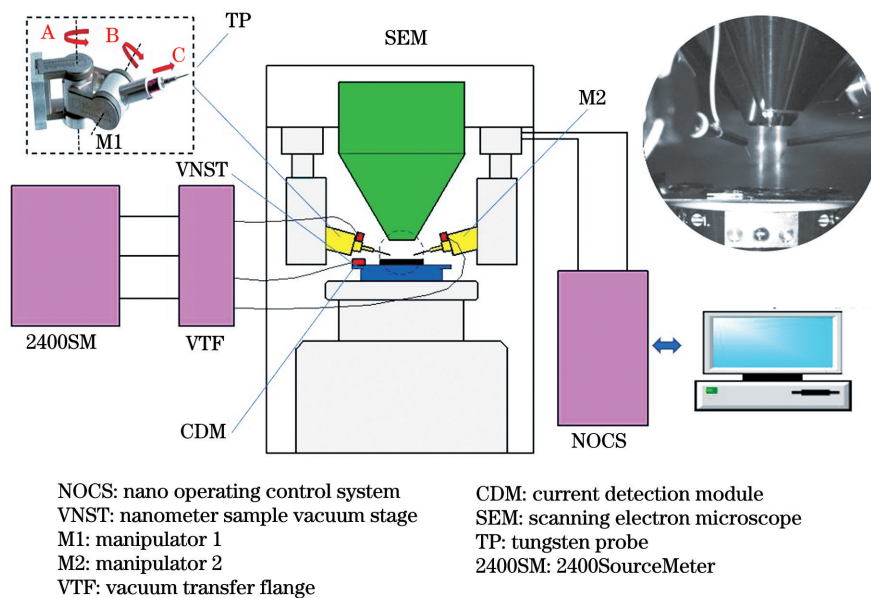 A
B
C
TP
SEM
M2
M1
VNST
2400SM
VTF
CDM
NOCS
NOCS: nano operating control system
VNST: nanometer sample vacuum stage
M1: manipulator 1
M2: manipulator 2
VTF: vacuum transfer flange
CDM: current detection module
SEM: scanning electron microscope
TP: tungsten probe
2400SM: 2400SourceMeter